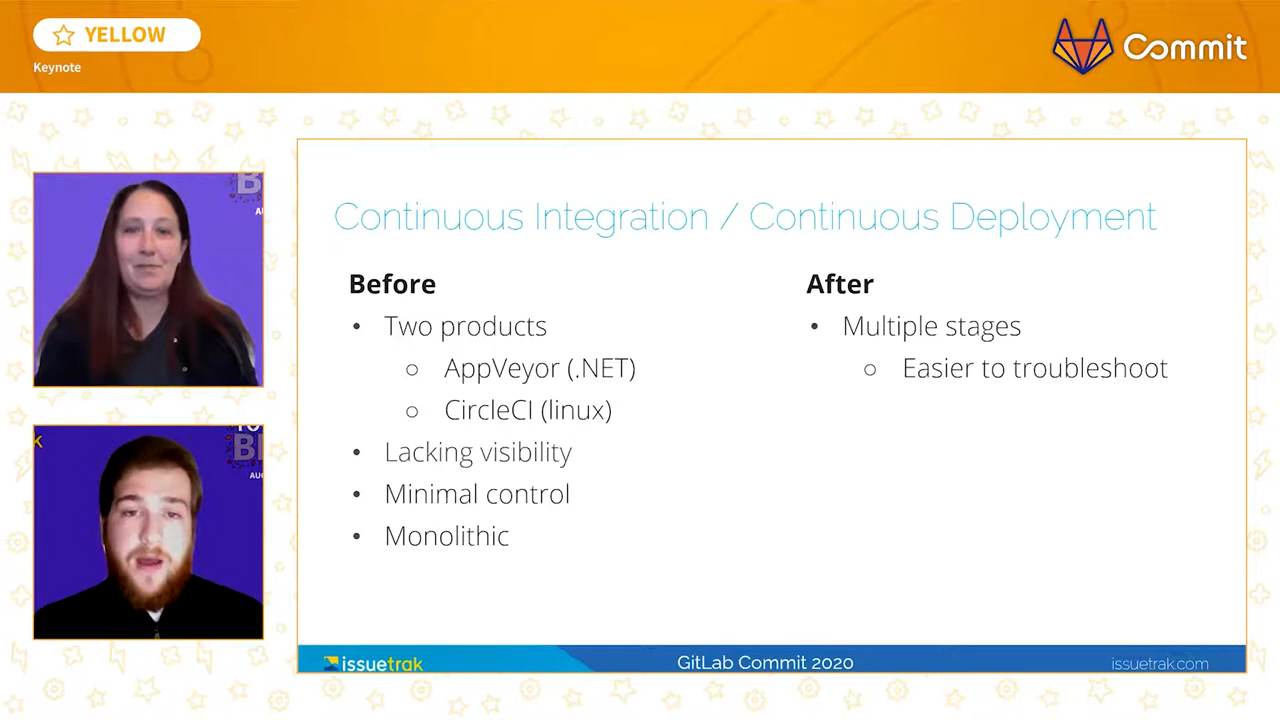 YELLOW
Keynote
Commit
Continuous Integration / Continuous Deployment
Before
• Two products
○ AppVeyor (.NET)
○ CircleCI (linux)
• Lacking visibility
• Minimal control
• Monolithic
After
• Multiple stages
○ Easier to troubleshoot
issuetrak
GitLab Commit 2020
issuetrak.com